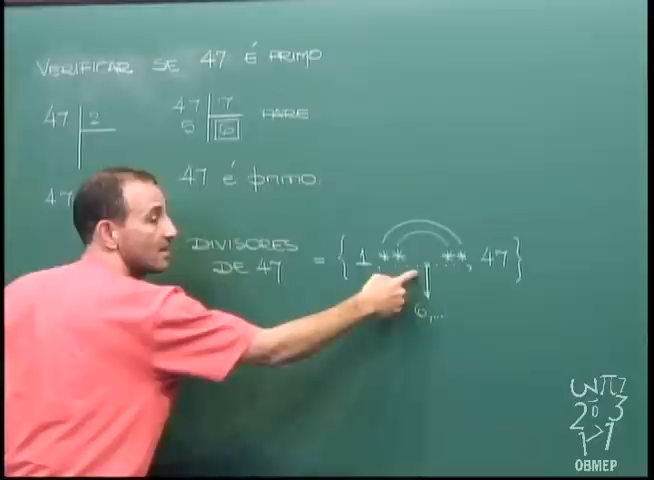 VERIFICAR SE 47 É PRIMO
47 2
47 7 PARE
5 6
47
47 é primo.
DIVISORES DE 47 = { 1, ** ... **..., 47 }
6,...
OBMEP